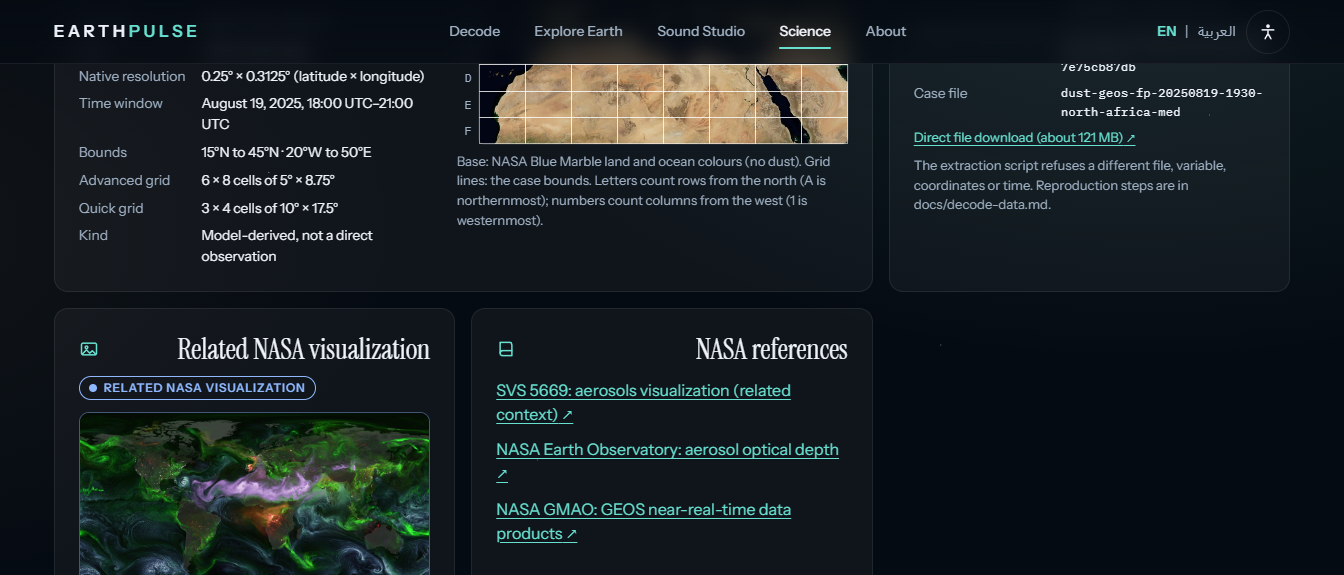 EARTHPULSE
Decode
Explore Earth
Sound Studio
Science
About
EN | العربية
Native resolution 0.25° × 0.3125° (latitude × longitude)
Time window August 19, 2025, 18:00 UTC–21:00
UTC
Bounds 15°N to 45°N · 20°W to 50°E
Advanced grid 6 × 8 cells of 5° × 8.75°
Quick grid 3 × 4 cells of 10° × 17.5°
Kind Model-derived, not a direct
observation
D
E
F
Base: NASA Blue Marble land and ocean colours (no dust). Grid
lines: the case bounds. Letters count rows from the north (A is
northernmost); numbers count columns from the west (1 is
westernmost).
7e75cb87db
Case file dust-geos-fp-20250819-1930-
north-africa-med
Direct file download (about 121 MB) ↗
The extraction script refuses a different file, variable,
coordinates or time. Reproduction steps are in
docs/decode-data.md.
Related NASA visualization
RELATED NASA VISUALIZATION
NASA references
SVS 5669: aerosols visualization (related
context) ↗
NASA Earth Observatory: aerosol optical depth
↗
NASA GMAO: GEOS near-real-time data
products ↗